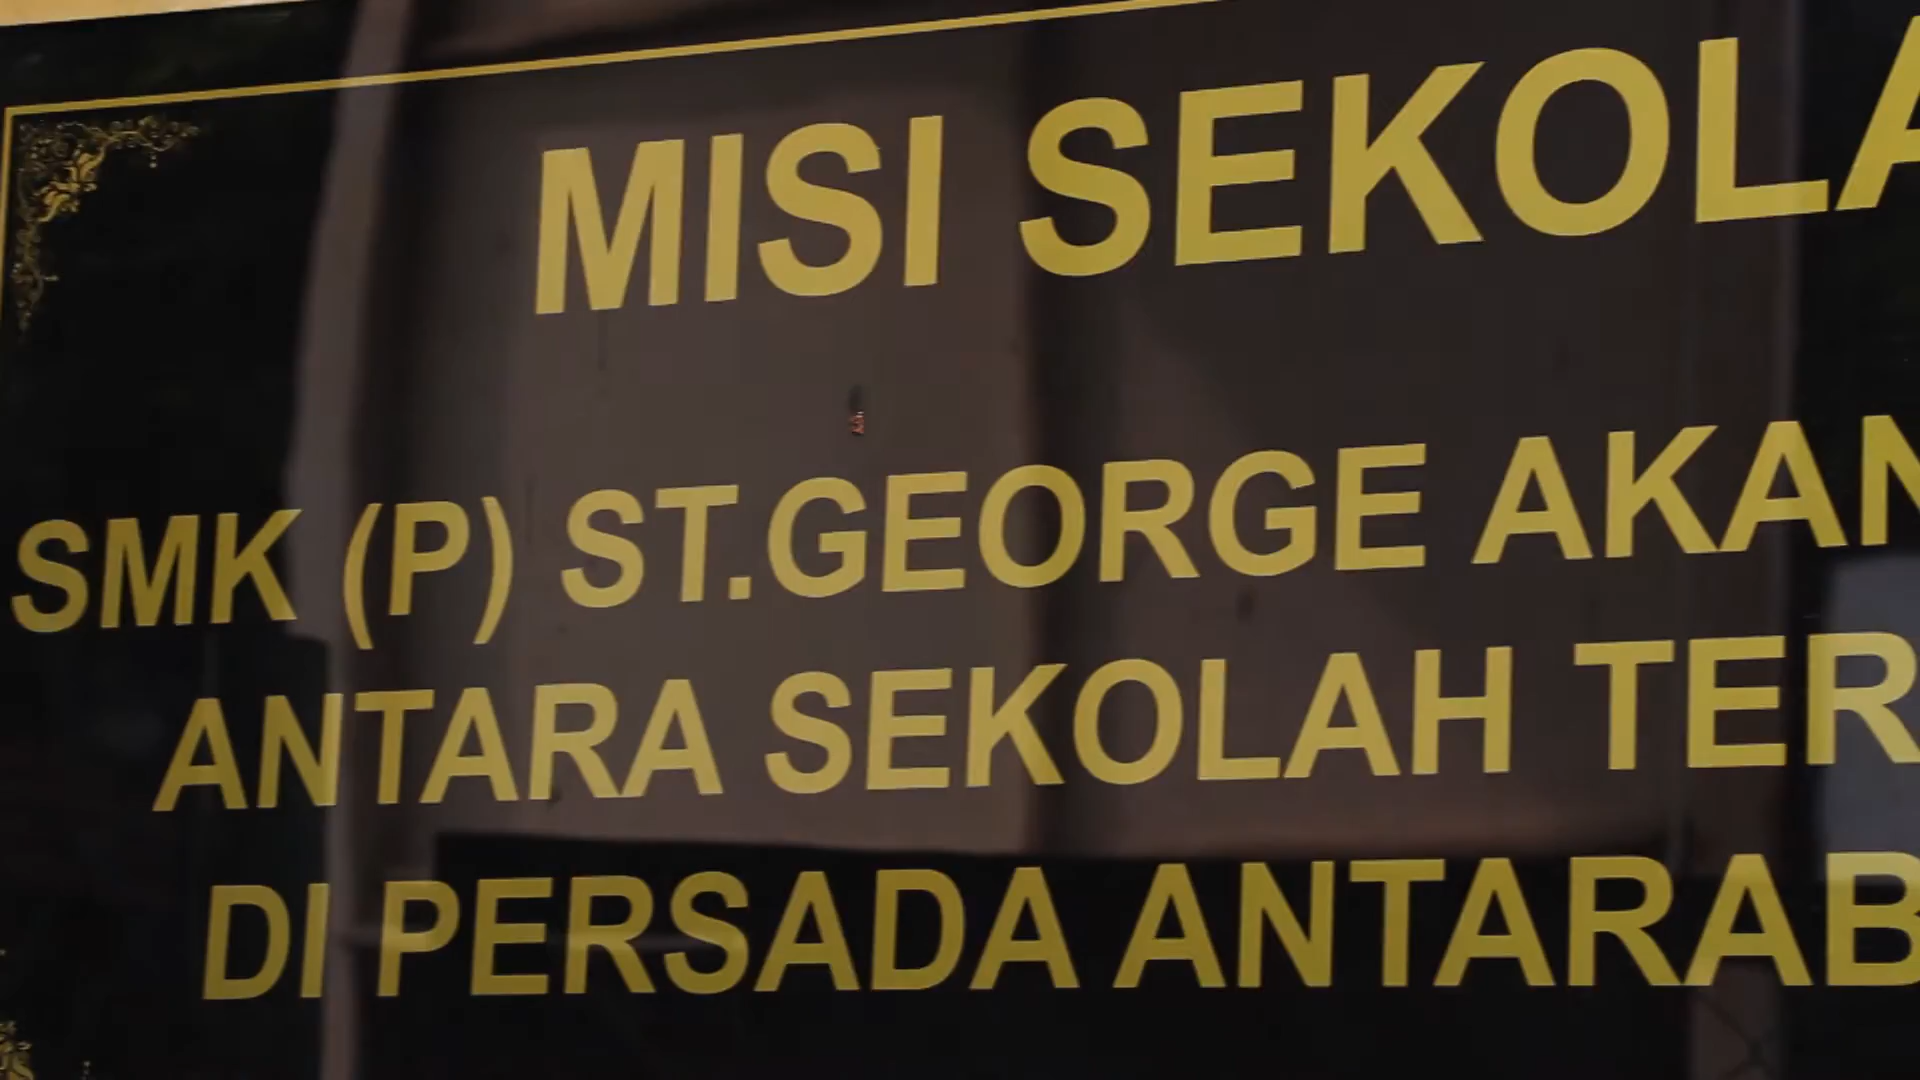 MISI SEKOLA
SMK (P) ST.GEORGE AKAN
ANTARA SEKOLAH TER
DI PERSADA ANTARAB